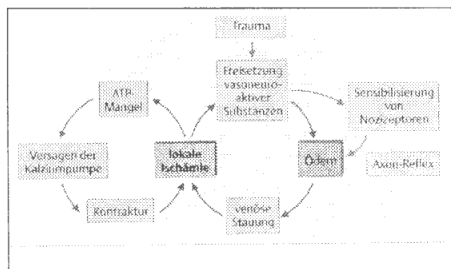 Trauma
Freisetzung
vasoneuro-
aktiver
Substanzen
ATP-
Mangel
Sensibilisierung
von
Nozizeptoren
Versagen der
Kalziumpumpe
lokale
Ischämie
Ödem
Axon-Reflex
Kontraktur
venöse
Stauung